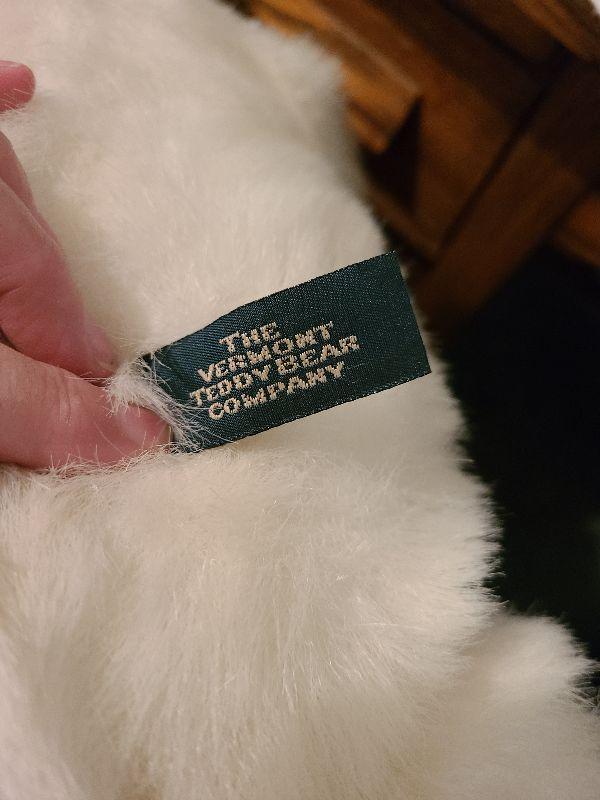 THE
VERMONT
TEDDY BEAR
COMPANY